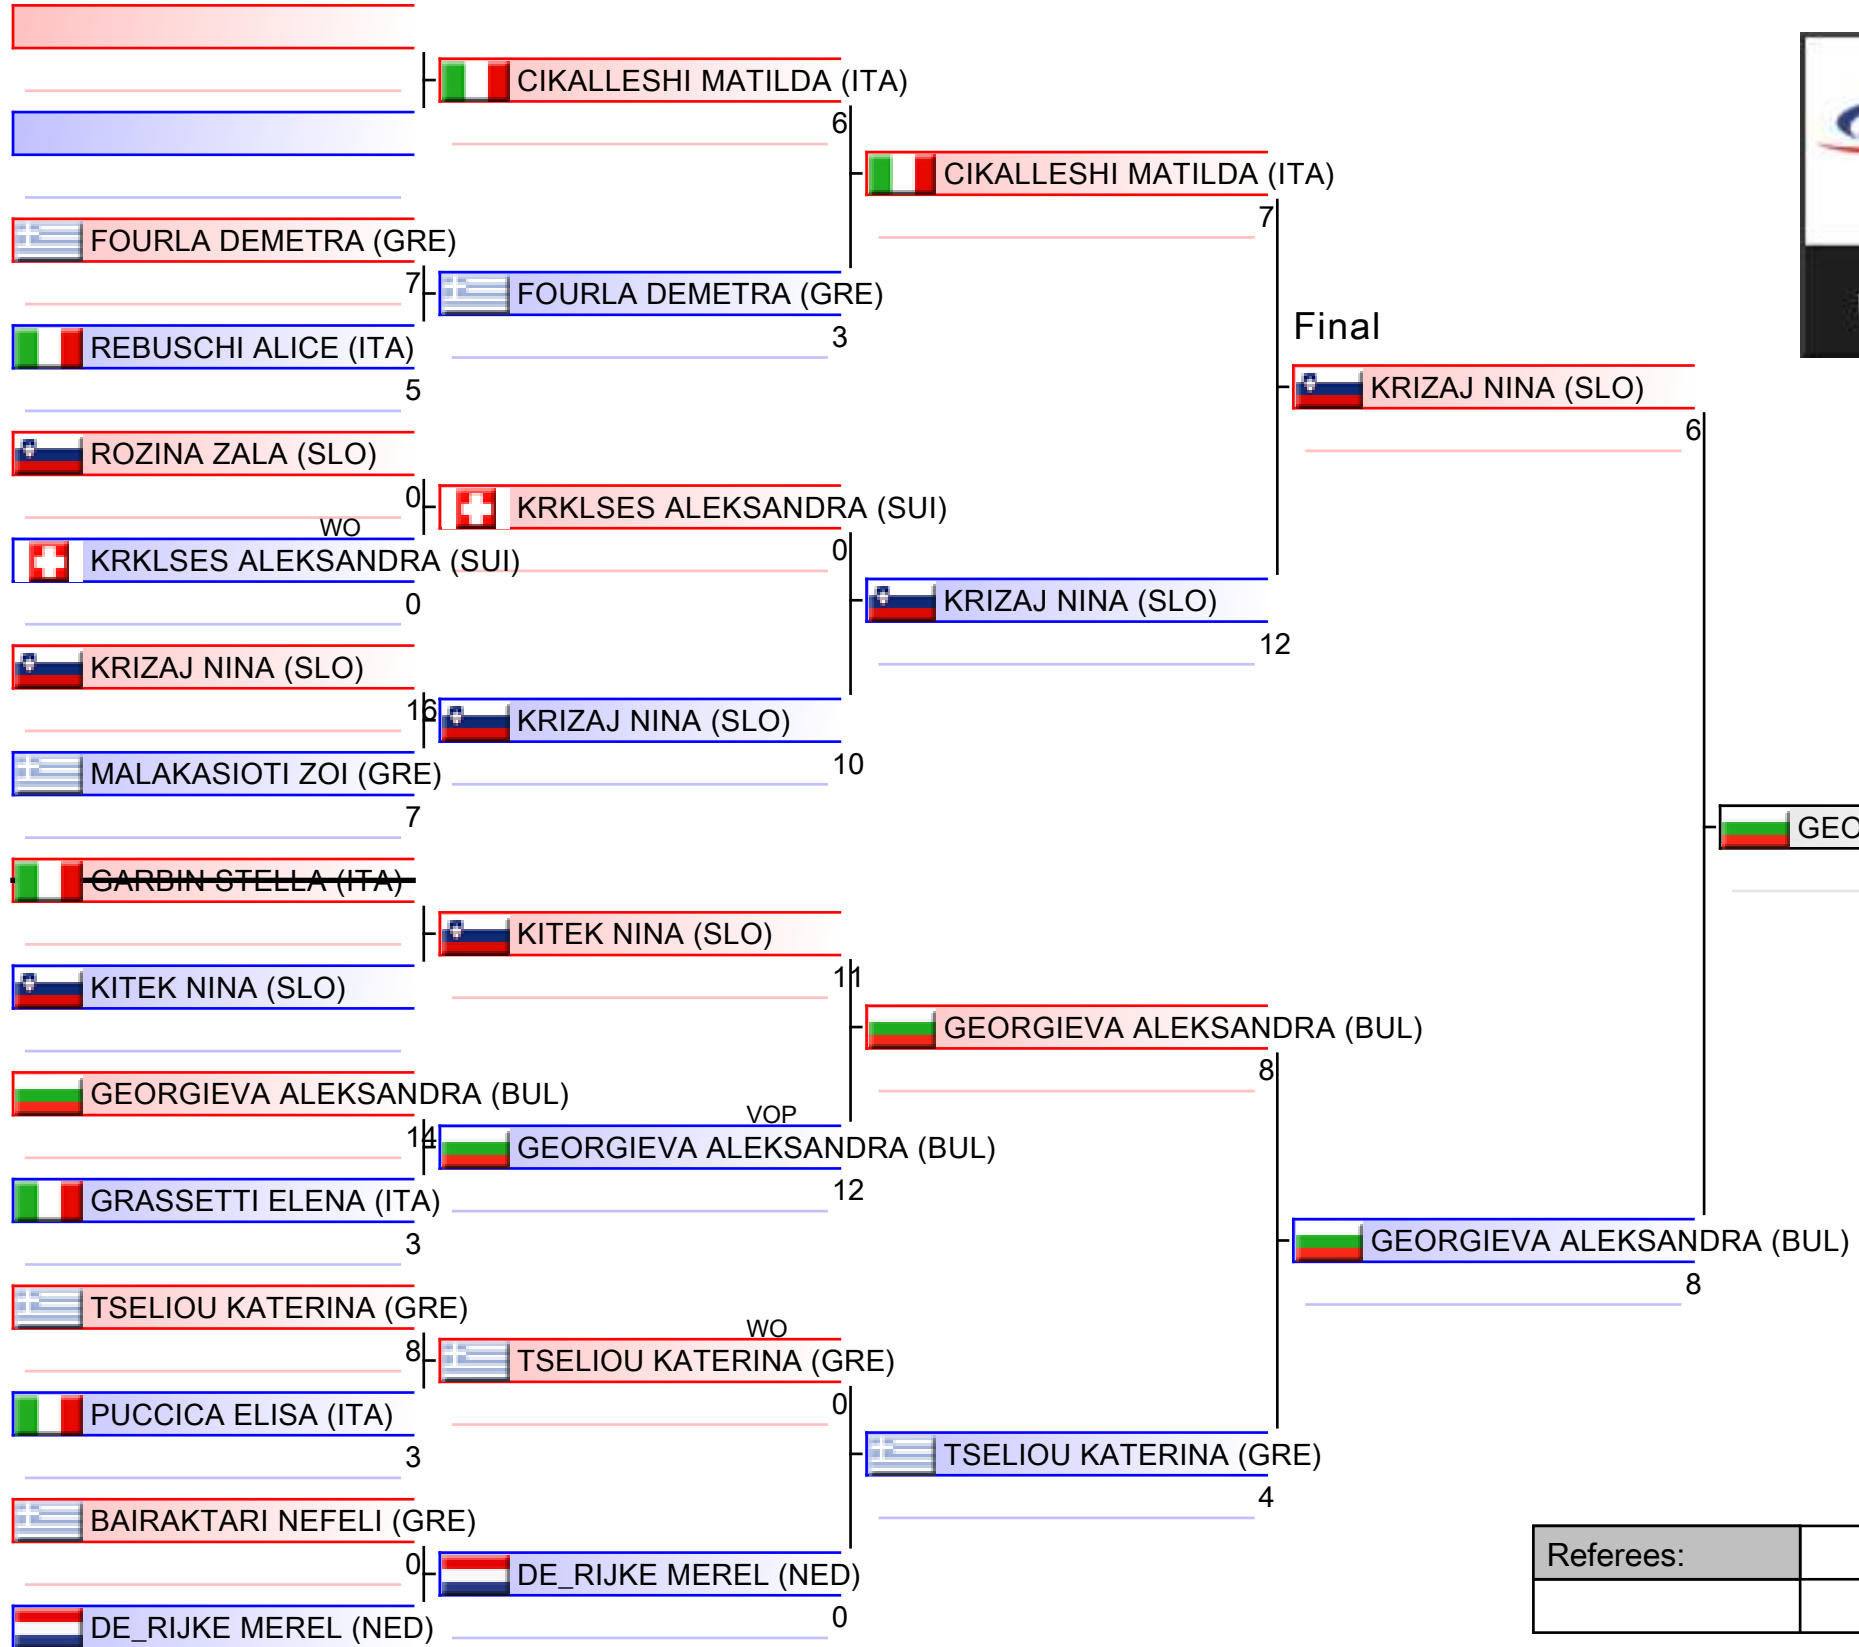 CIKALLESHI MATILDA (ITA)
6
CIKALLESHI MATILDA (ITA)
7
FOURLA DEMETRA (GRE)
7
FOURLA DEMETRA (GRE)
3
Final
REBUSCHI ALICE (ITA)
5
KRIZAJ NINA (SLO)
6
ROZINA ZALA (SLO)
0
KRKLSES ALEKSANDRA (SUI)
0
WO
KRKLSES ALEKSANDRA (SUI)
0
KRIZAJ NINA (SLO)
12
KRIZAJ NINA (SLO)
16
KRIZAJ NINA (SLO)
10
MALAKASIOTI ZOI (GRE)
7
GEO
GARBIN STELLA (ITA)
KITEK NINA (SLO)
11
KITEK NINA (SLO)
GEORGIEVA ALEKSANDRA (BUL)
8
GEORGIEVA ALEKSANDRA (BUL)
14
VOP
GEORGIEVA ALEKSANDRA (BUL)
12
GRASSETTI ELENA (ITA)
3
GEORGIEVA ALEKSANDRA (BUL)
8
TSELIOU KATERINA (GRE)
8
WO
TSELIOU KATERINA (GRE)
0
PUCCICA ELISA (ITA)
3
TSELIOU KATERINA (GRE)
4
BAIRAKTARI NEFELI (GRE)
0
DE_RIJKE MEREL (NED)
0
Referees:
DE_RIJKE MEREL (NED)